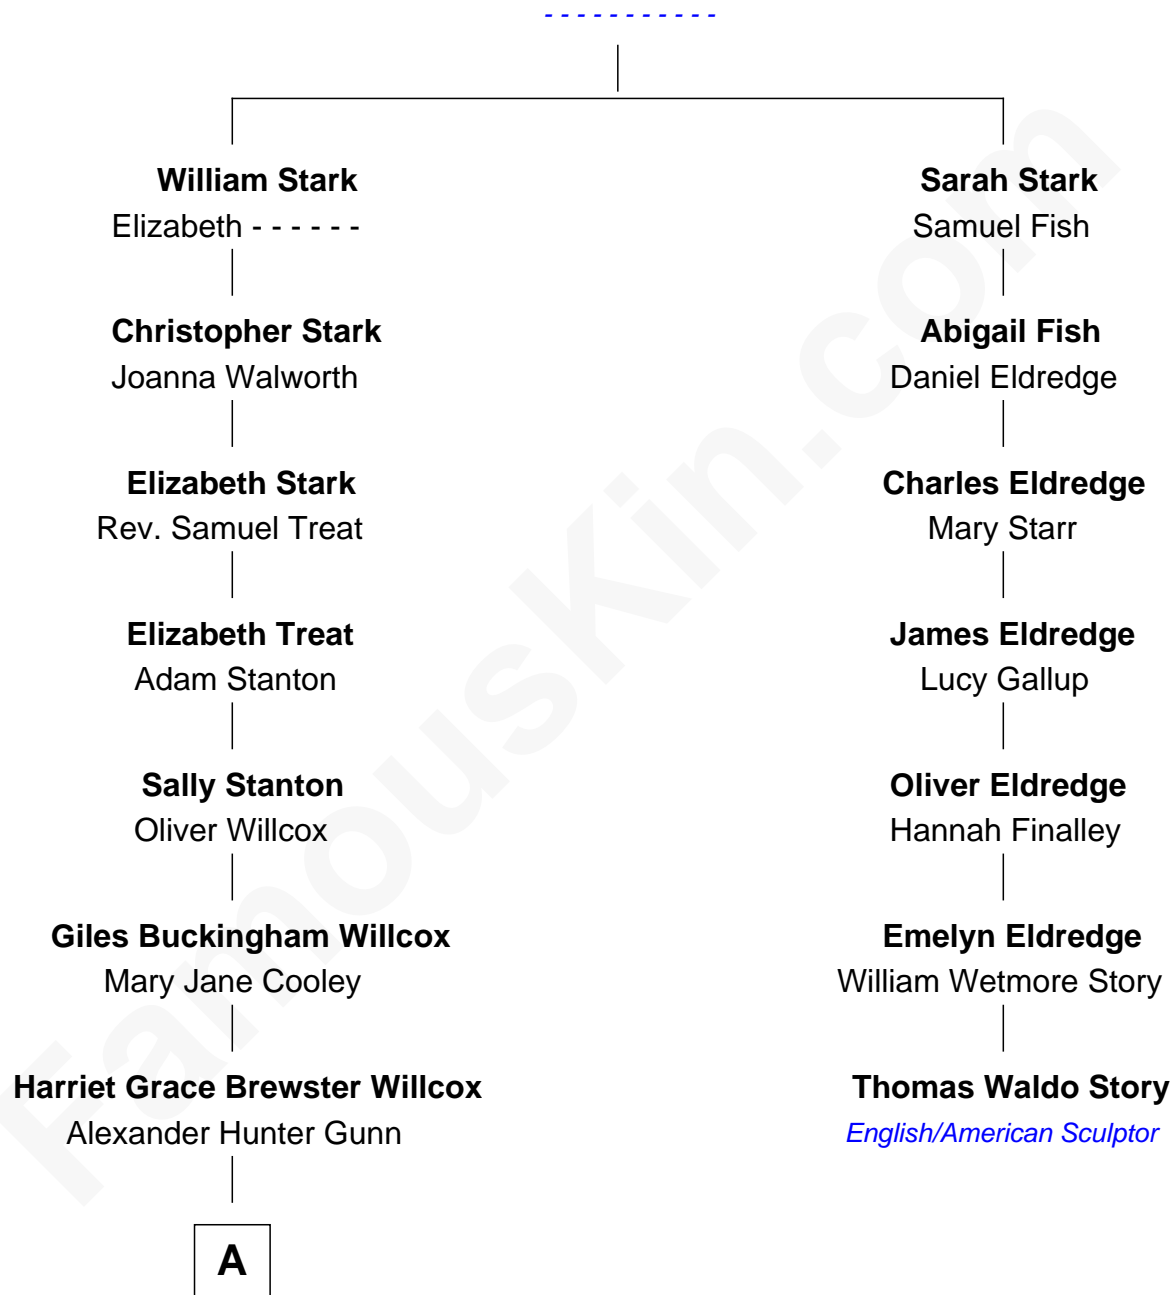 - - - - - - - - - - -
William Stark
Elizabeth - - - - - -
Sarah Stark
Samuel Fish
Christopher Stark
Joanna Walworth
Abigail Fish
Daniel Eldredge
Elizabeth Stark
Rev. Samuel Treat
Charles Eldredge
Mary Starr
Elizabeth Treat
Adam Stanton
James Eldredge
Lucy Gallup
Sally Stanton
Oliver Willcox
Oliver Eldredge
Hannah Finalley
Giles Buckingham Willcox
Mary Jane Cooley
Emelyn Eldredge
William Wetmore Story
Harriet Grace Brewster Willcox
Alexander Hunter Gunn
Thomas Waldo Story
English/American Sculptor
A
FamousKin.com